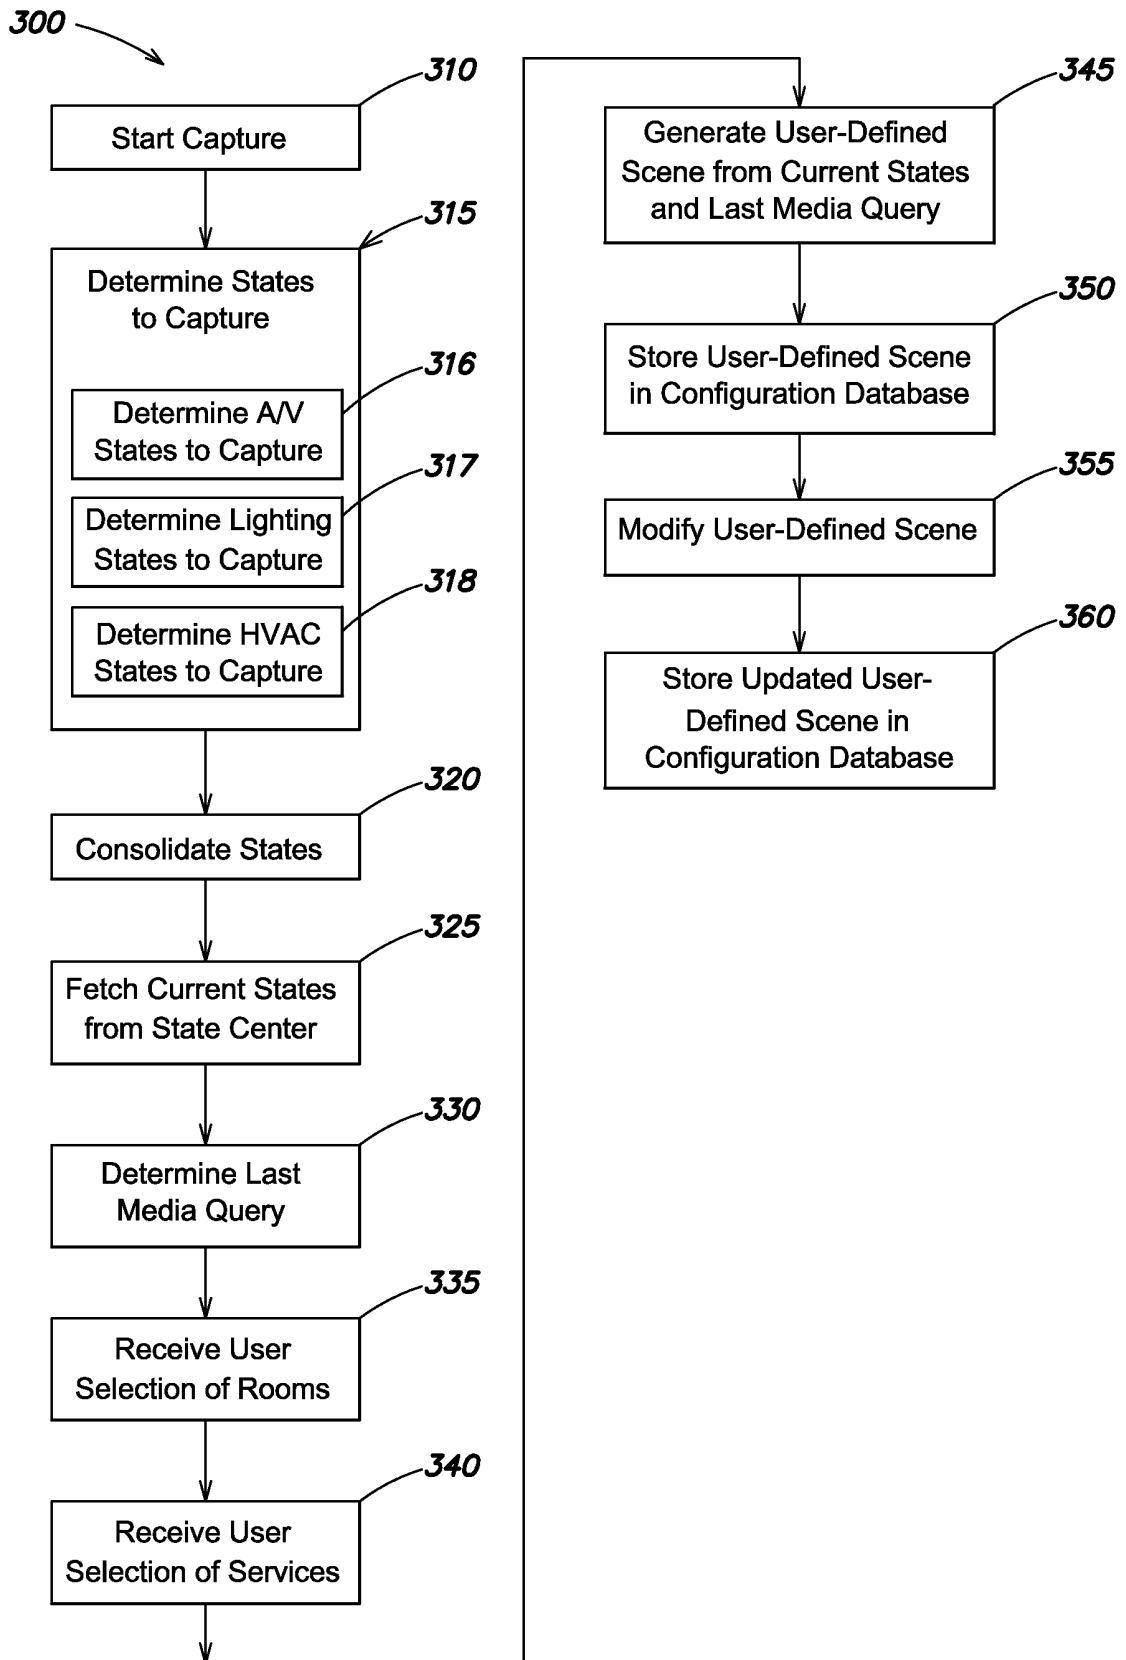 300
310
Start Capture
315
Determine States
to Capture
316
Determine A/V
States to Capture
317
Determine Lighting
States to Capture
318
Determine HVAC
States to Capture
320
Consolidate States
325
Fetch Current States
from State Center
330
Determine Last
Media Query
335
Receive User
Selection of Rooms
340
Receive User
Selection of Services
345
Generate User-Defined
Scene from Current States
and Last Media Query
350
Store User-Defined Scene
in Configuration Database
355
Modify User-Defined Scene
360
Store Updated User-
Defined Scene in
Configuration Database